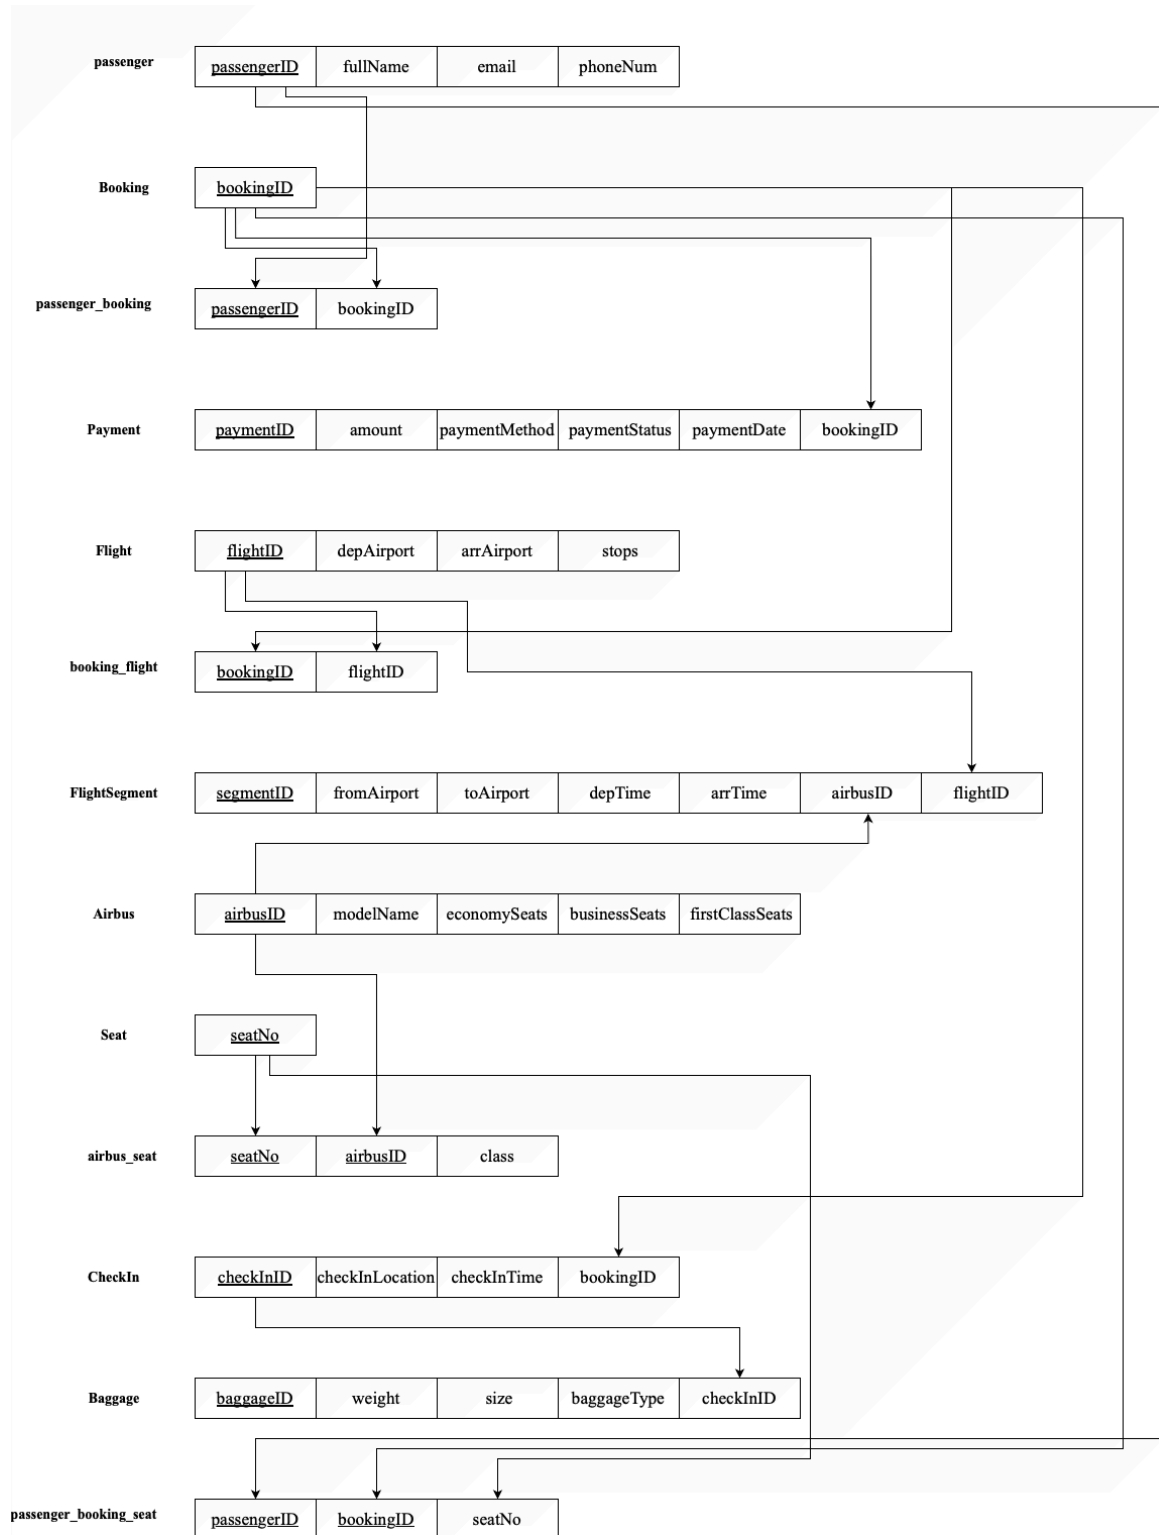 passenger passengerID fullName email phoneNum
Booking bookingID
passenger_booking passengerID bookingID
Payment paymentID amount paymentMethod paymentStatus paymentDate bookingID
Flight flightID depAirport arrAirport stops
booking_flight bookingID flightID
FlightSegment segmentID fromAirport toAirport depTime arrTime airbusID flightID
Airbus airbusID modelName economySeats businessSeats firstClassSeats
Seat seatNo
airbus_seat seatNo airbusID class
CheckIn checkInID checkInLocation checkInTime bookingID
Baggage baggageID weight size baggageType checkInID
passenger_booking_seat passengerID bookingID seatNo